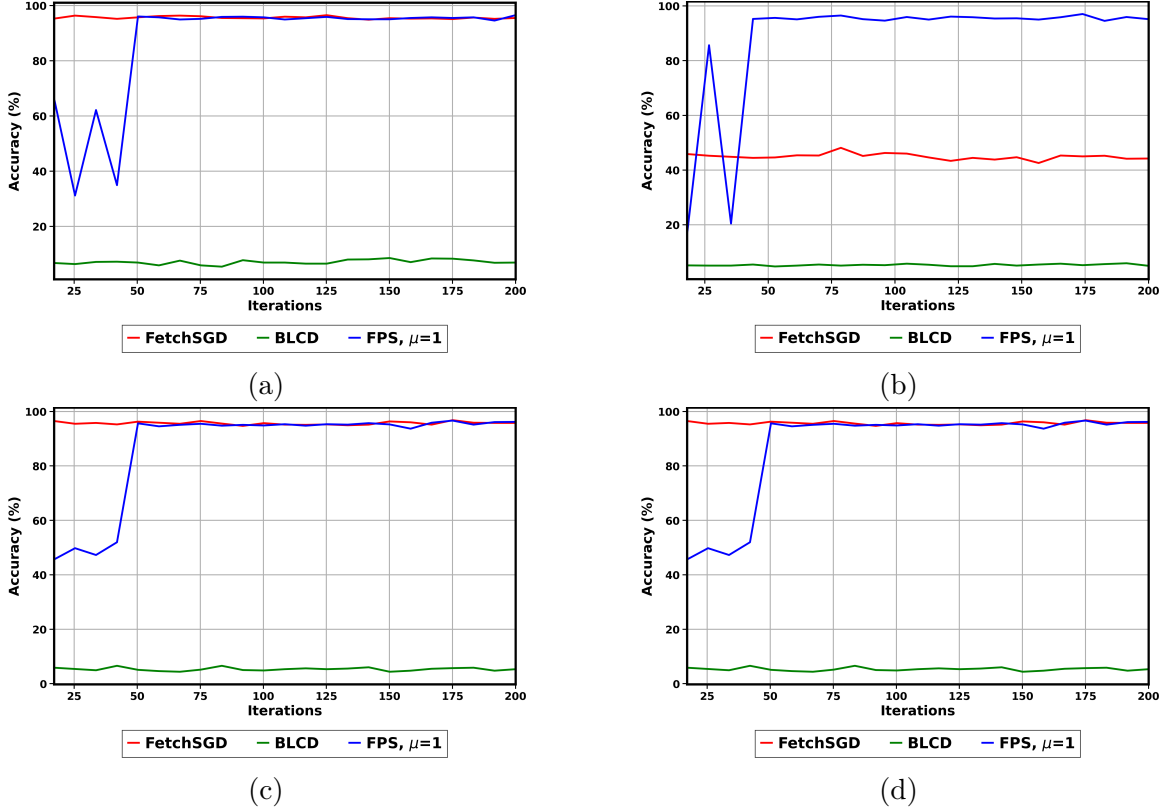 100
80
60
40
20
Accuracy (%)
25 50 75 100 125 150 175 200
Iterations
FetchSGD BLCD FPS, μ=1
(a)
100
80
60
40
20
Accuracy (%)
25 50 75 100 125 150 175 200
Iterations
FetchSGD BLCD FPS, μ=1
(b)
100
80
60
40
20
0
Accuracy (%)
25 50 75 100 125 150 175 200
Iterations
FetchSGD BLCD FPS, μ=1
(c)
100
80
60
40
20
0
Accuracy (%)
25 50 75 100 125 150 175 200
Iterations
FetchSGD BLCD FPS, μ=1
(d)